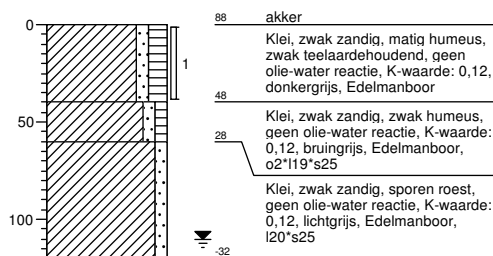 0
50
100
1
88 akker
Klei, zwak zandig, matig humeus,
zwak teelaardehoudend, geen
olie-water reactie, K-waarde: 0,12,
donkergrijs, Edelmanboor
48
Klei, zwak zandig, zwak humeus,
geen olie-water reactie, K-waarde:
0,12, bruingrijs, Edelmanboor,
o2*l19*s25
28
Klei, zwak zandig, sporen roest,
geen olie-water reactie, K-waarde:
0,12, lichtgrijs, Edelmanboor,
l20*s25
-32